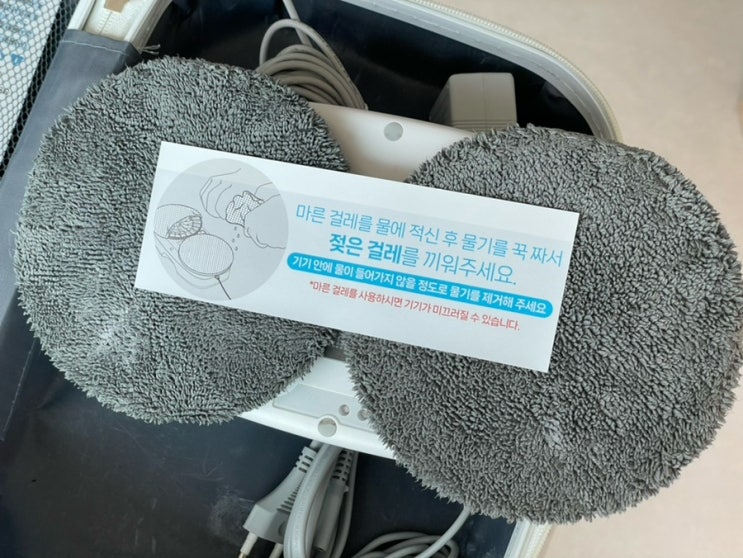 마른 걸레를 물에 적신 후 물기를 꾹 짜서
젖은 걸레를 끼워주세요.
기기 안에 물이 들어가지 않을 정도로 물기를 제거해 주세요
*마른 걸레를 사용하시면 기기가 미끄러질 수 있습니다.